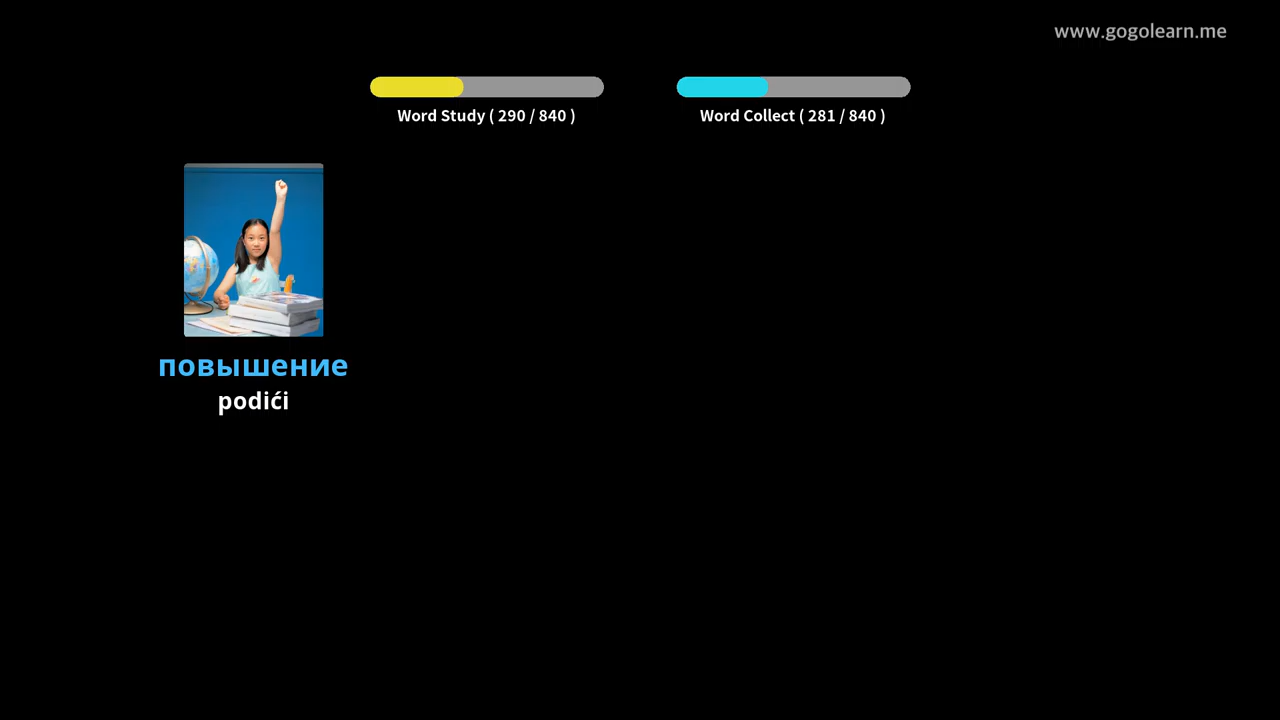 www.gogolearn.me
Word Study ( 290 / 840 )
Word Collect ( 281 / 840 )
повышение
podići